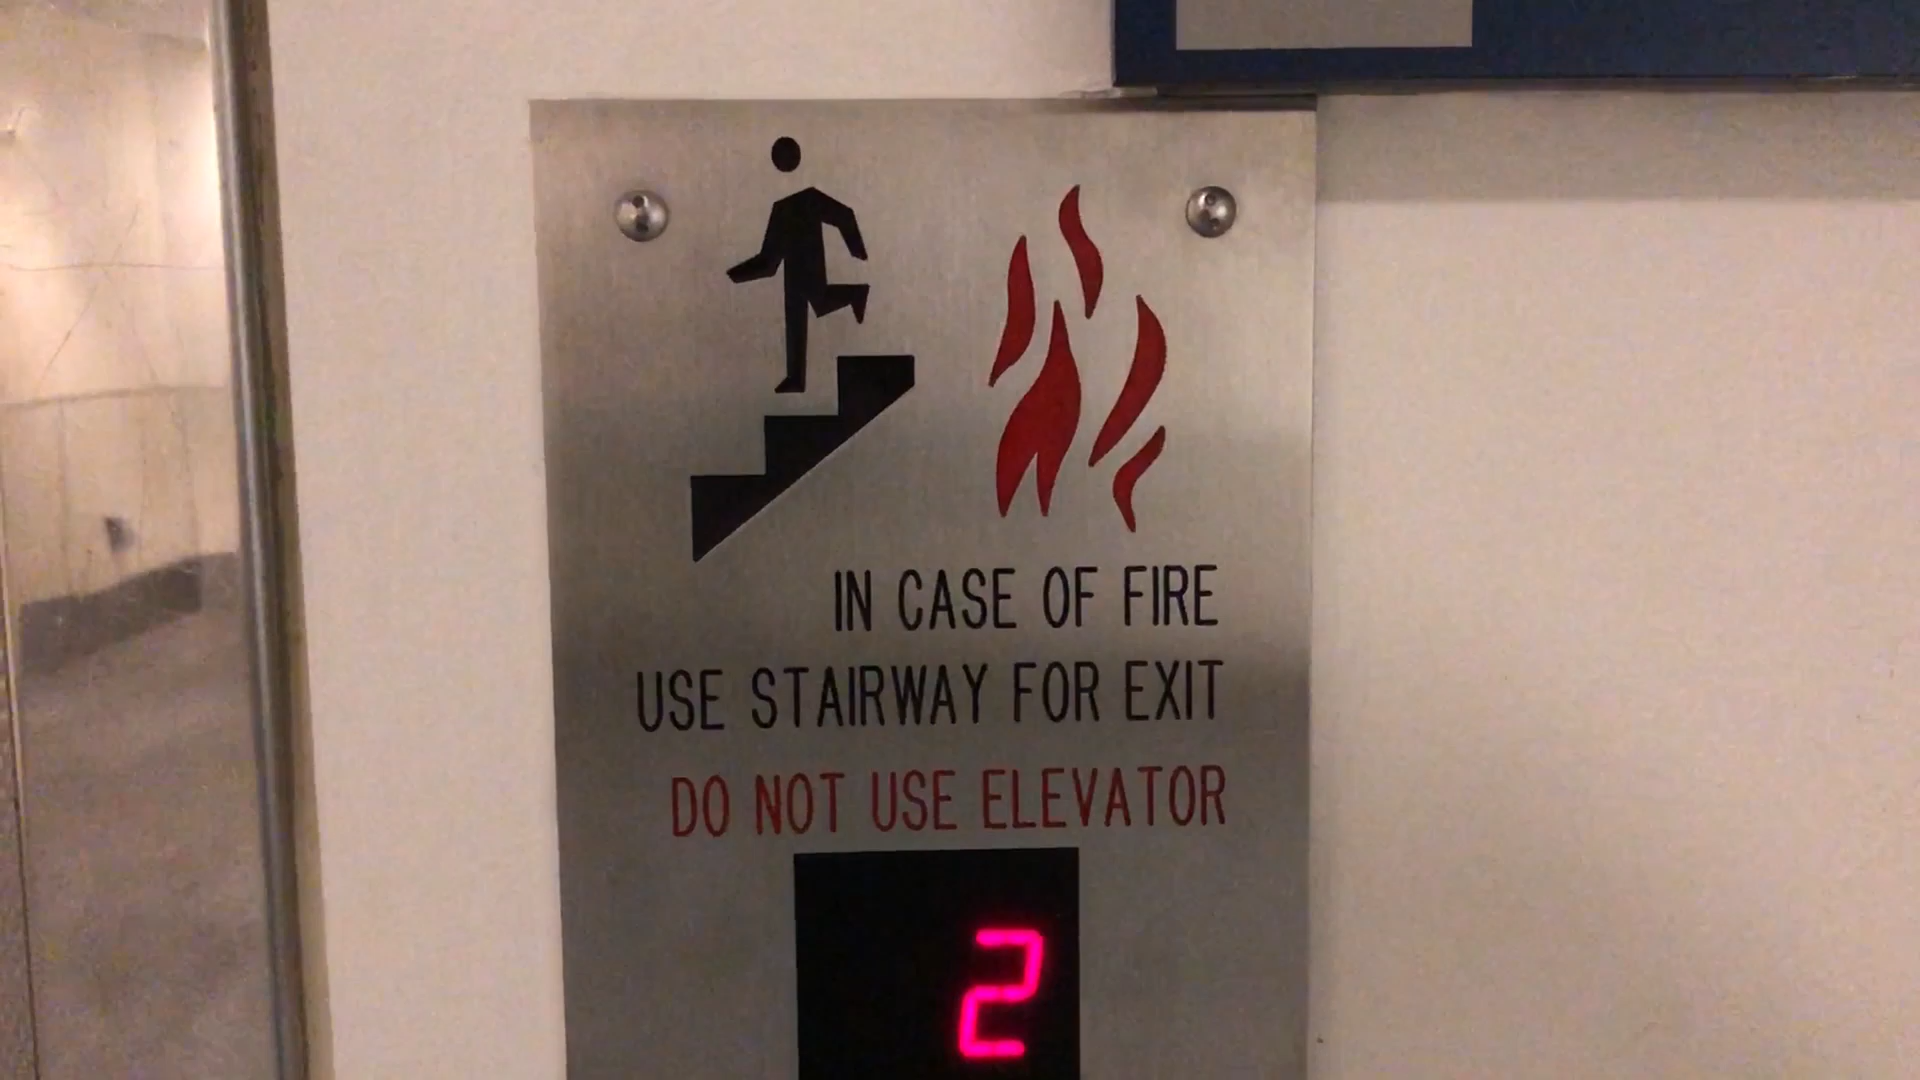 IN CASE OF FIRE
USE STAIRWAY FOR EXIT
DO NOT USE ELEVATOR
2